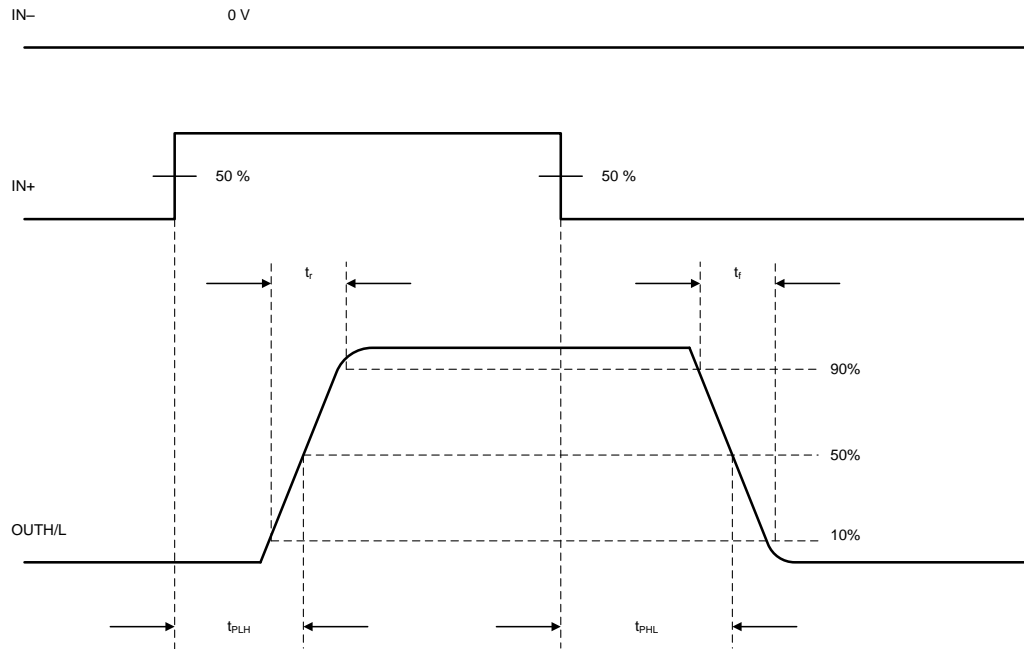 IN–
0 V
50 %
50 %
IN+
tr
tf
90%
50%
OUTH/L
10%
tPLH
tPHL